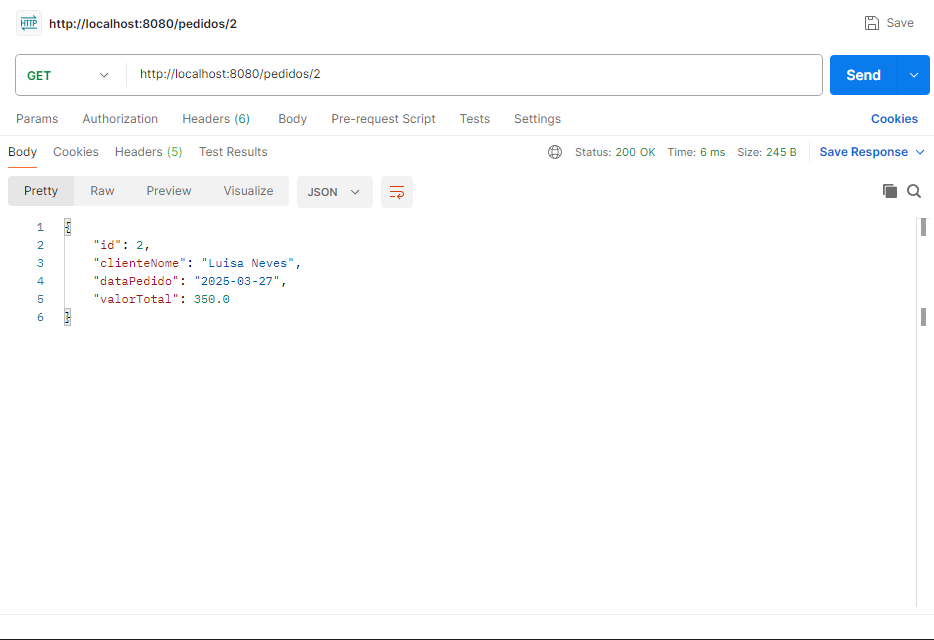 HTTP http://localhost:8080/pedidos/2 Save
GET http://localhost:8080/pedidos/2 Send
Params Authorization Headers (6) Body Pre-request Script Tests Settings Cookies
Body Cookies Headers (5) Test Results Status: 200 OK Time: 6 ms Size: 245 B Save Response
Pretty Raw Preview Visualize JSON
1 {
2 "id": 2,
3 "clienteNome": "Luisa Neves",
4 "dataPedido": "2025-03-27",
5 "valorTotal": 350.0
6 }